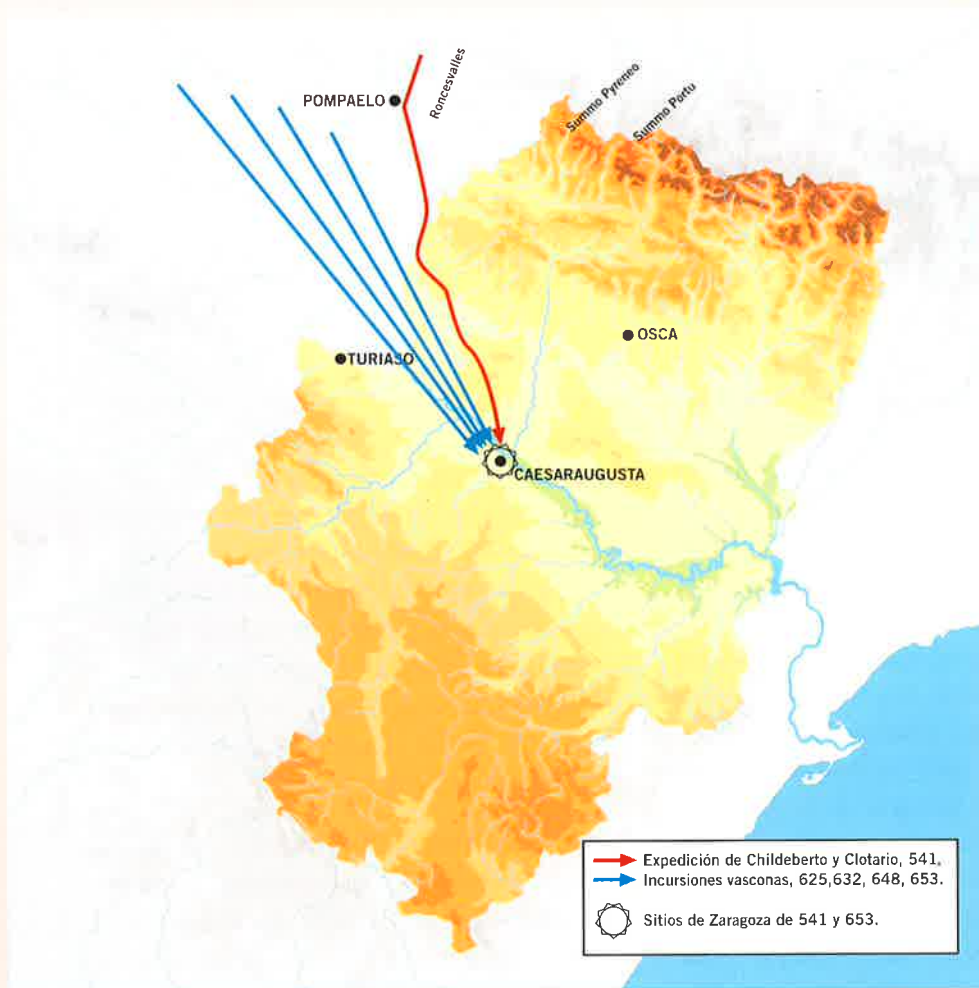 Roncesvalles
POMPAELO
Summo Pyreneo
Summo Portu
OSCA
TURIASO
CAESARAUGUSTA
Expedición de Childeberto y Clotario, 541,
Incursiones vasconas, 625,632, 648, 653.
Sitios de Zaragoza de 541 y 653.